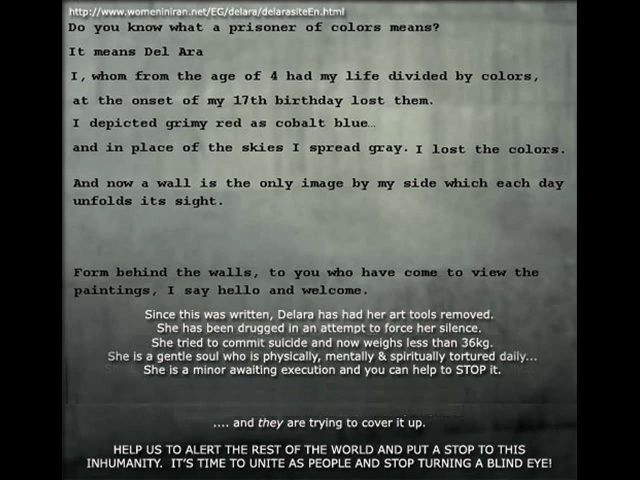 http://www.womeniniran.net/EG/delara/delarasiteEn.html
Do you know what a prisoner of colors means?
It means Del Ara
I, whom from the age of 4 had my life divided by colors,
at the onset of my 17th birthday lost them.
I depicted grimy red as cobalt blue…
and in place of the skies I spread gray. I lost the colors.
And now a wall is the only image by my side which each day
unfolds its sight.
Form behind the walls, to you who have come to view the
paintings, I say hello and welcome.
Since this was written, Delara has had her art tools removed.
She has been drugged in an attempt to force her silence.
She tried to commit suicide and now weighs less than 36kg.
She is a gentle soul who is physically, mentally & spiritually tortured daily...
She is a minor awaiting execution and you can help to STOP it.
.... and they are trying to cover it up.
HELP US TO ALERT THE REST OF THE WORLD AND PUT A STOP TO THIS
INHUMANITY. IT'S TIME TO UNITE AS PEOPLE AND STOP TURNING A BLIND EYE!